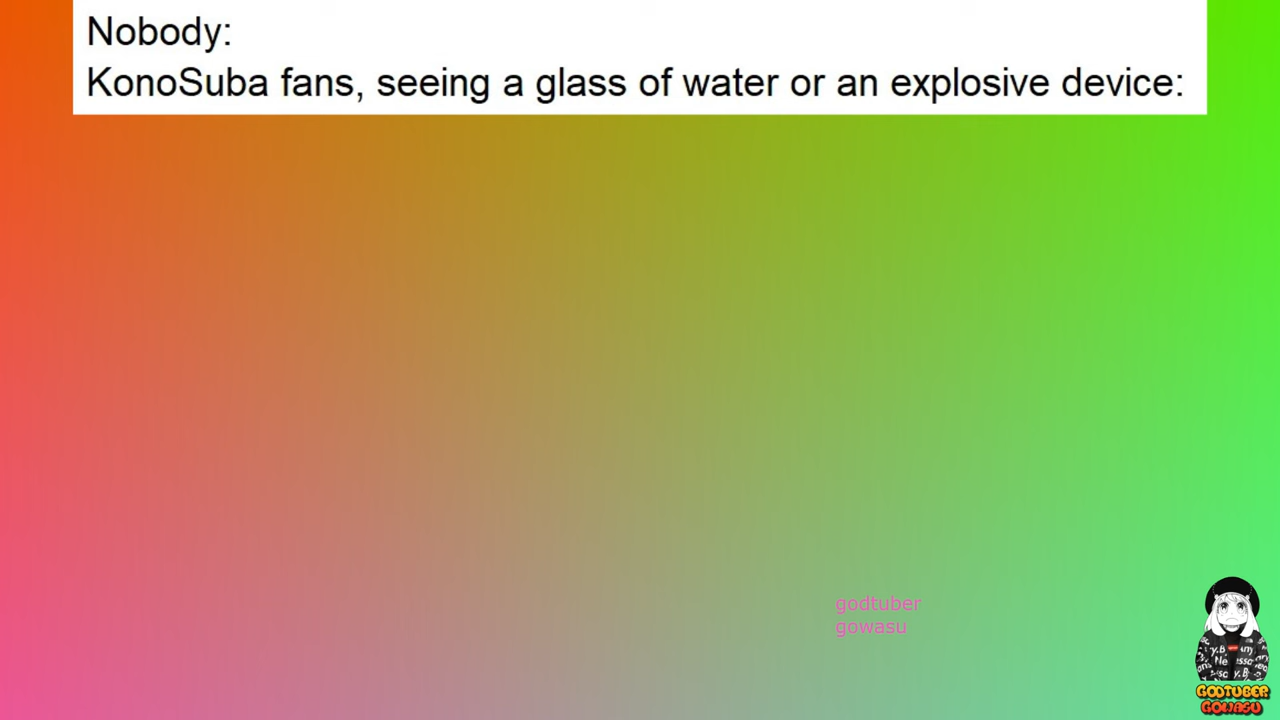 Nobody:
KonoSuba fans, seeing a glass of water or an explosive device:
godtuber
gowasu
GODTUBER
GOWASU